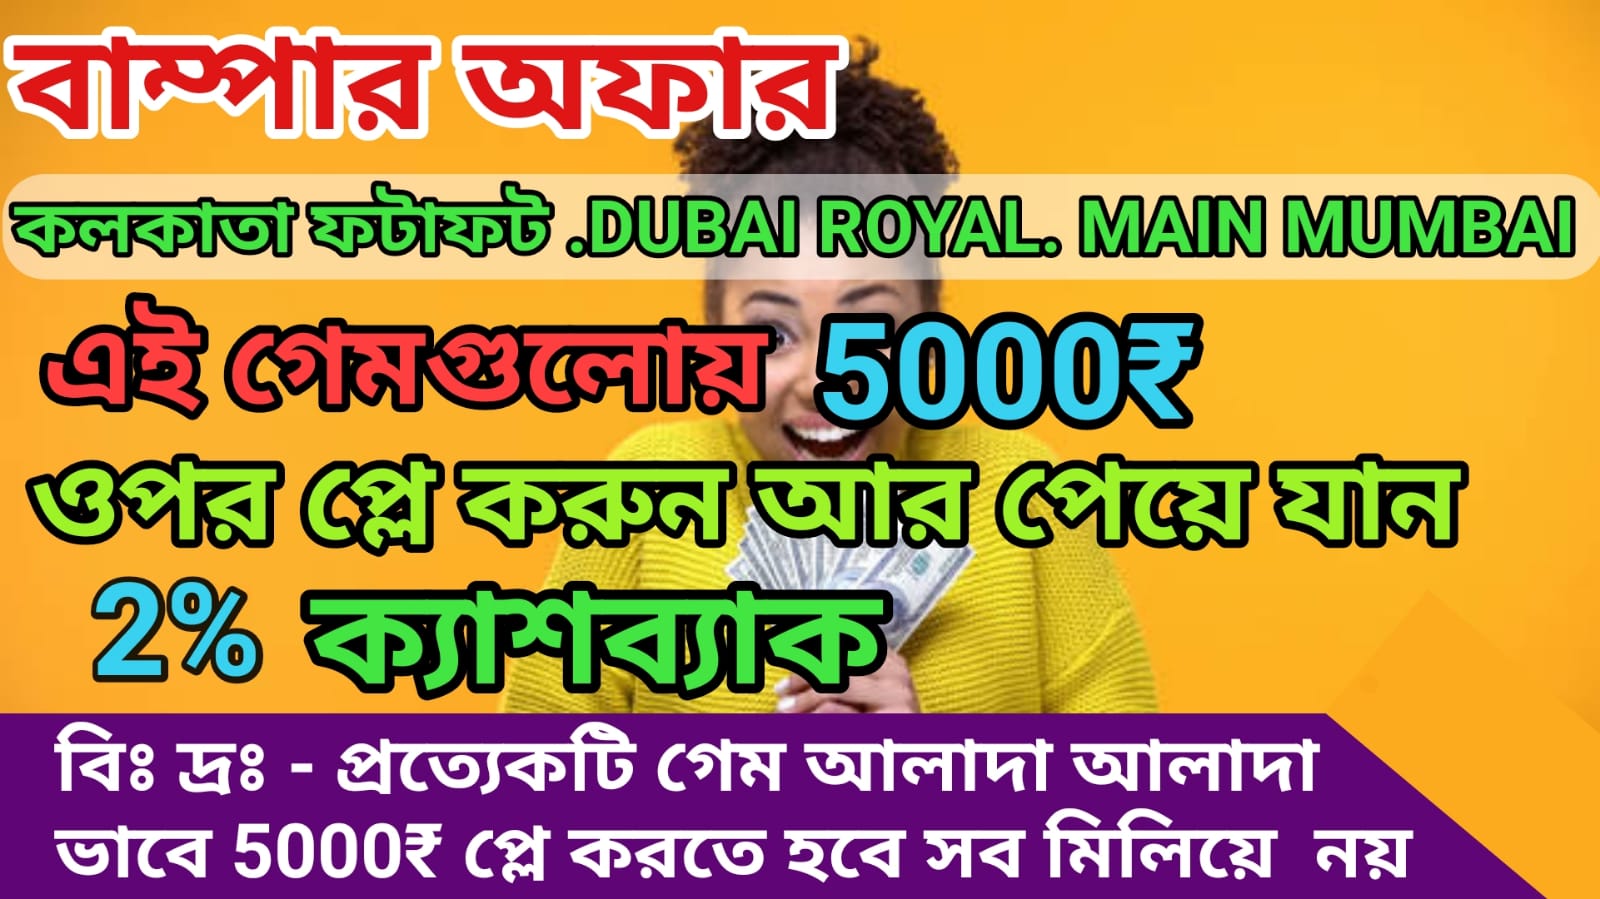 বাম্পার অফার
কলকাতা ফটাফট .DUBAI ROYAL. MAIN MUMBAI
এই গেমগুলোয় 5000₹
ওপর প্লে করুন আর পেয়ে যান
2% ক্যাশব্যাক
বিঃ দ্রঃ - প্রত্যেকটি গেম আলাদা আলাদা
ভাবে 5000₹ প্লে করতে হবে সব মিলিয়ে নয়